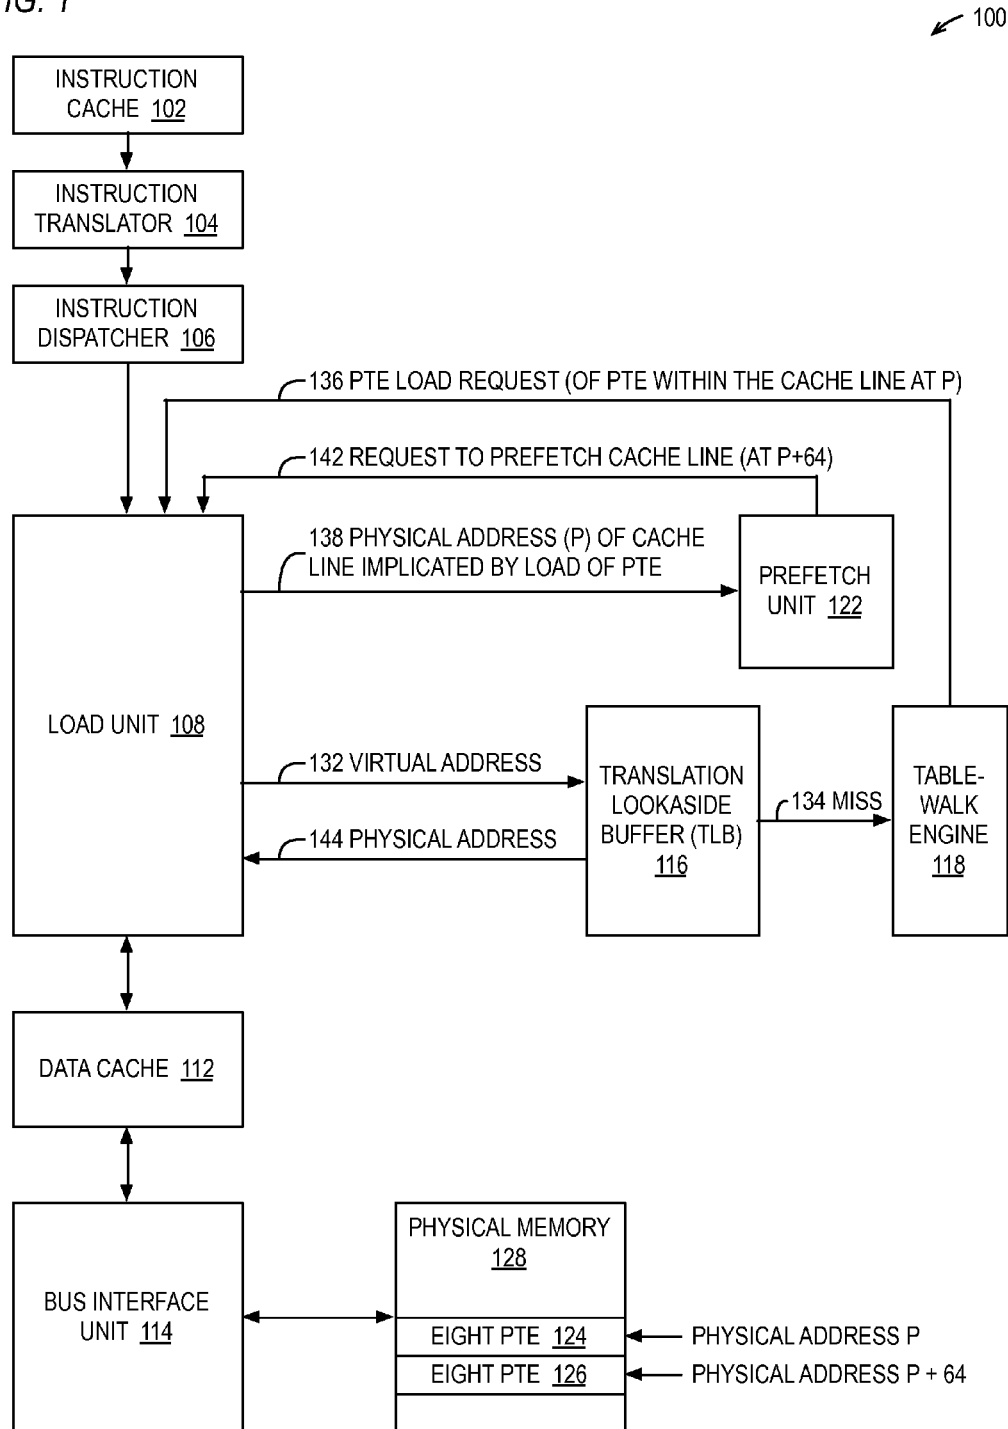 FIG. 1
100
INSTRUCTION
CACHE 102
INSTRUCTION
TRANSLATOR 104
INSTRUCTION
DISPATCHER 106
136 PTE LOAD REQUEST (OF PTE WITHIN THE CACHE LINE AT P)
142 REQUEST TO PREFETCH CACHE LINE (AT P+64)
138 PHYSICAL ADDRESS (P) OF CACHE
LINE IMPLICATED BY LOAD OF PTE
PREFETCH
UNIT 122
LOAD UNIT 108
132 VIRTUAL ADDRESS
144 PHYSICAL ADDRESS
TRANSLATION
LOOKASIDE
BUFFER (TLB)
116
134 MISS
TABLE-
WALK
ENGINE
118
DATA CACHE 112
BUS INTERFACE
UNIT 114
PHYSICAL MEMORY
128
EIGHT PTE 124
PHYSICAL ADDRESS P
EIGHT PTE 126
PHYSICAL ADDRESS P + 64